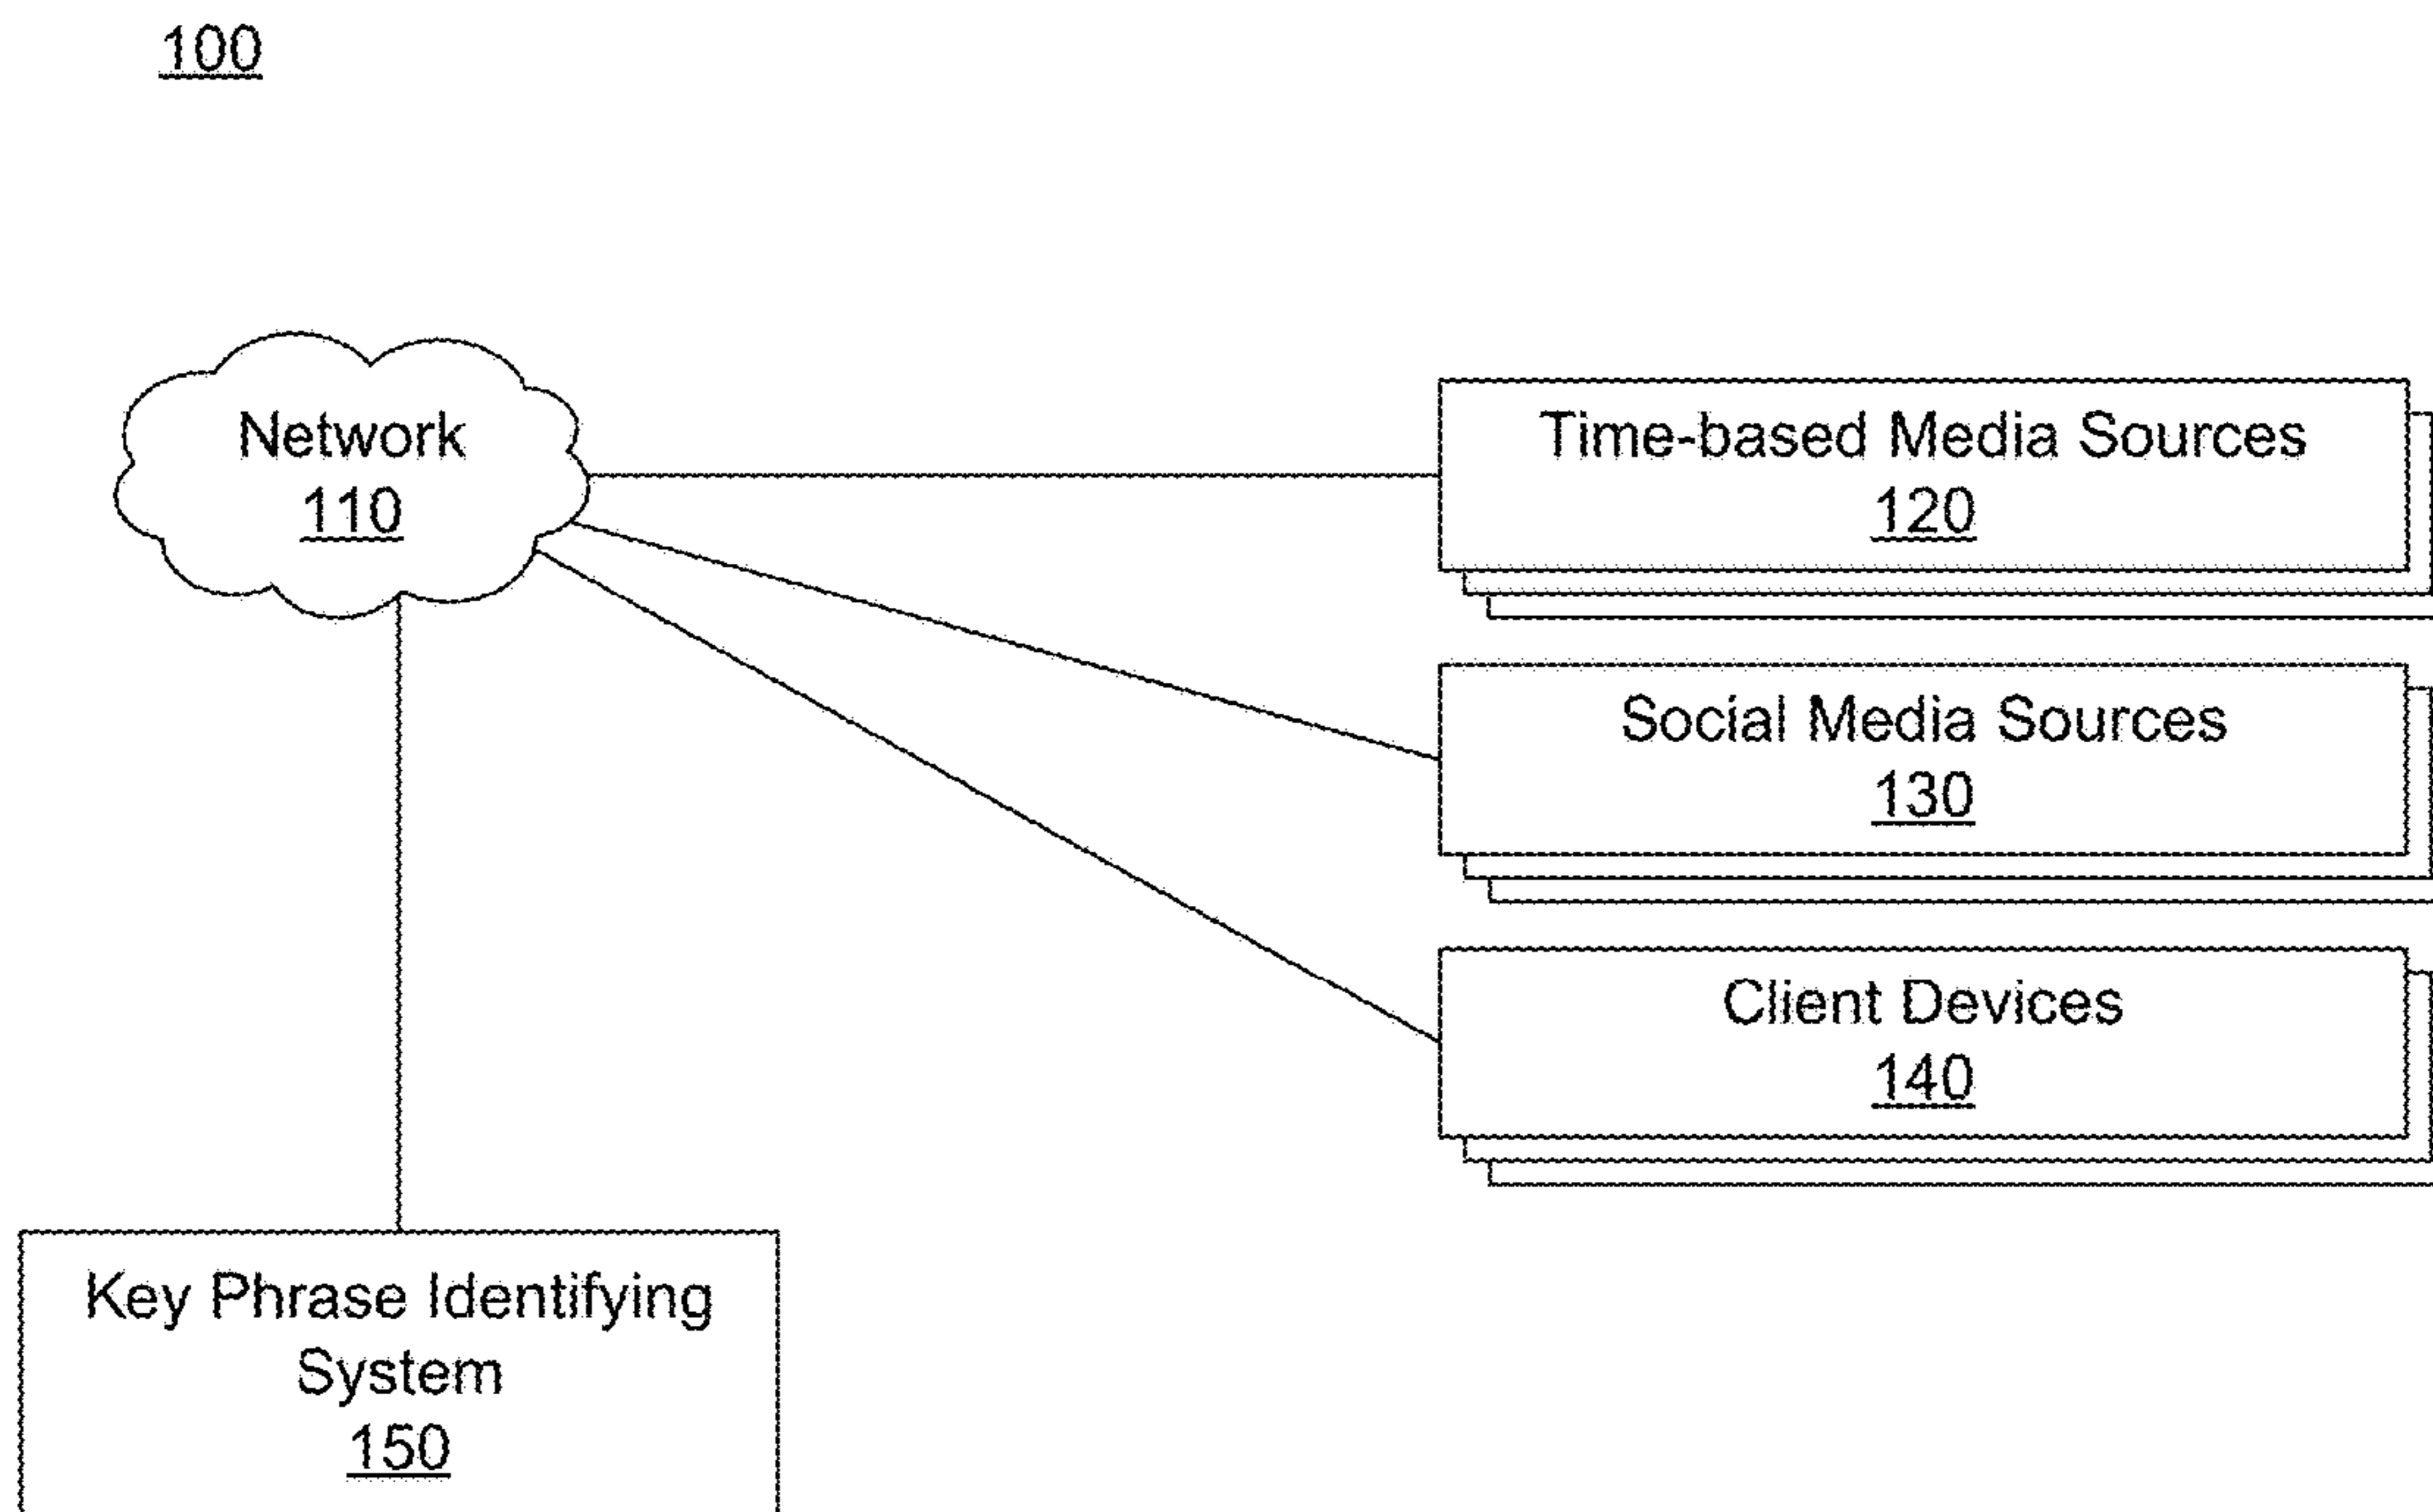 100
Network
110
Time-based Media Sources
120
Social Media Sources
130
Client Devices
140
Key Phrase Identifying
System
150